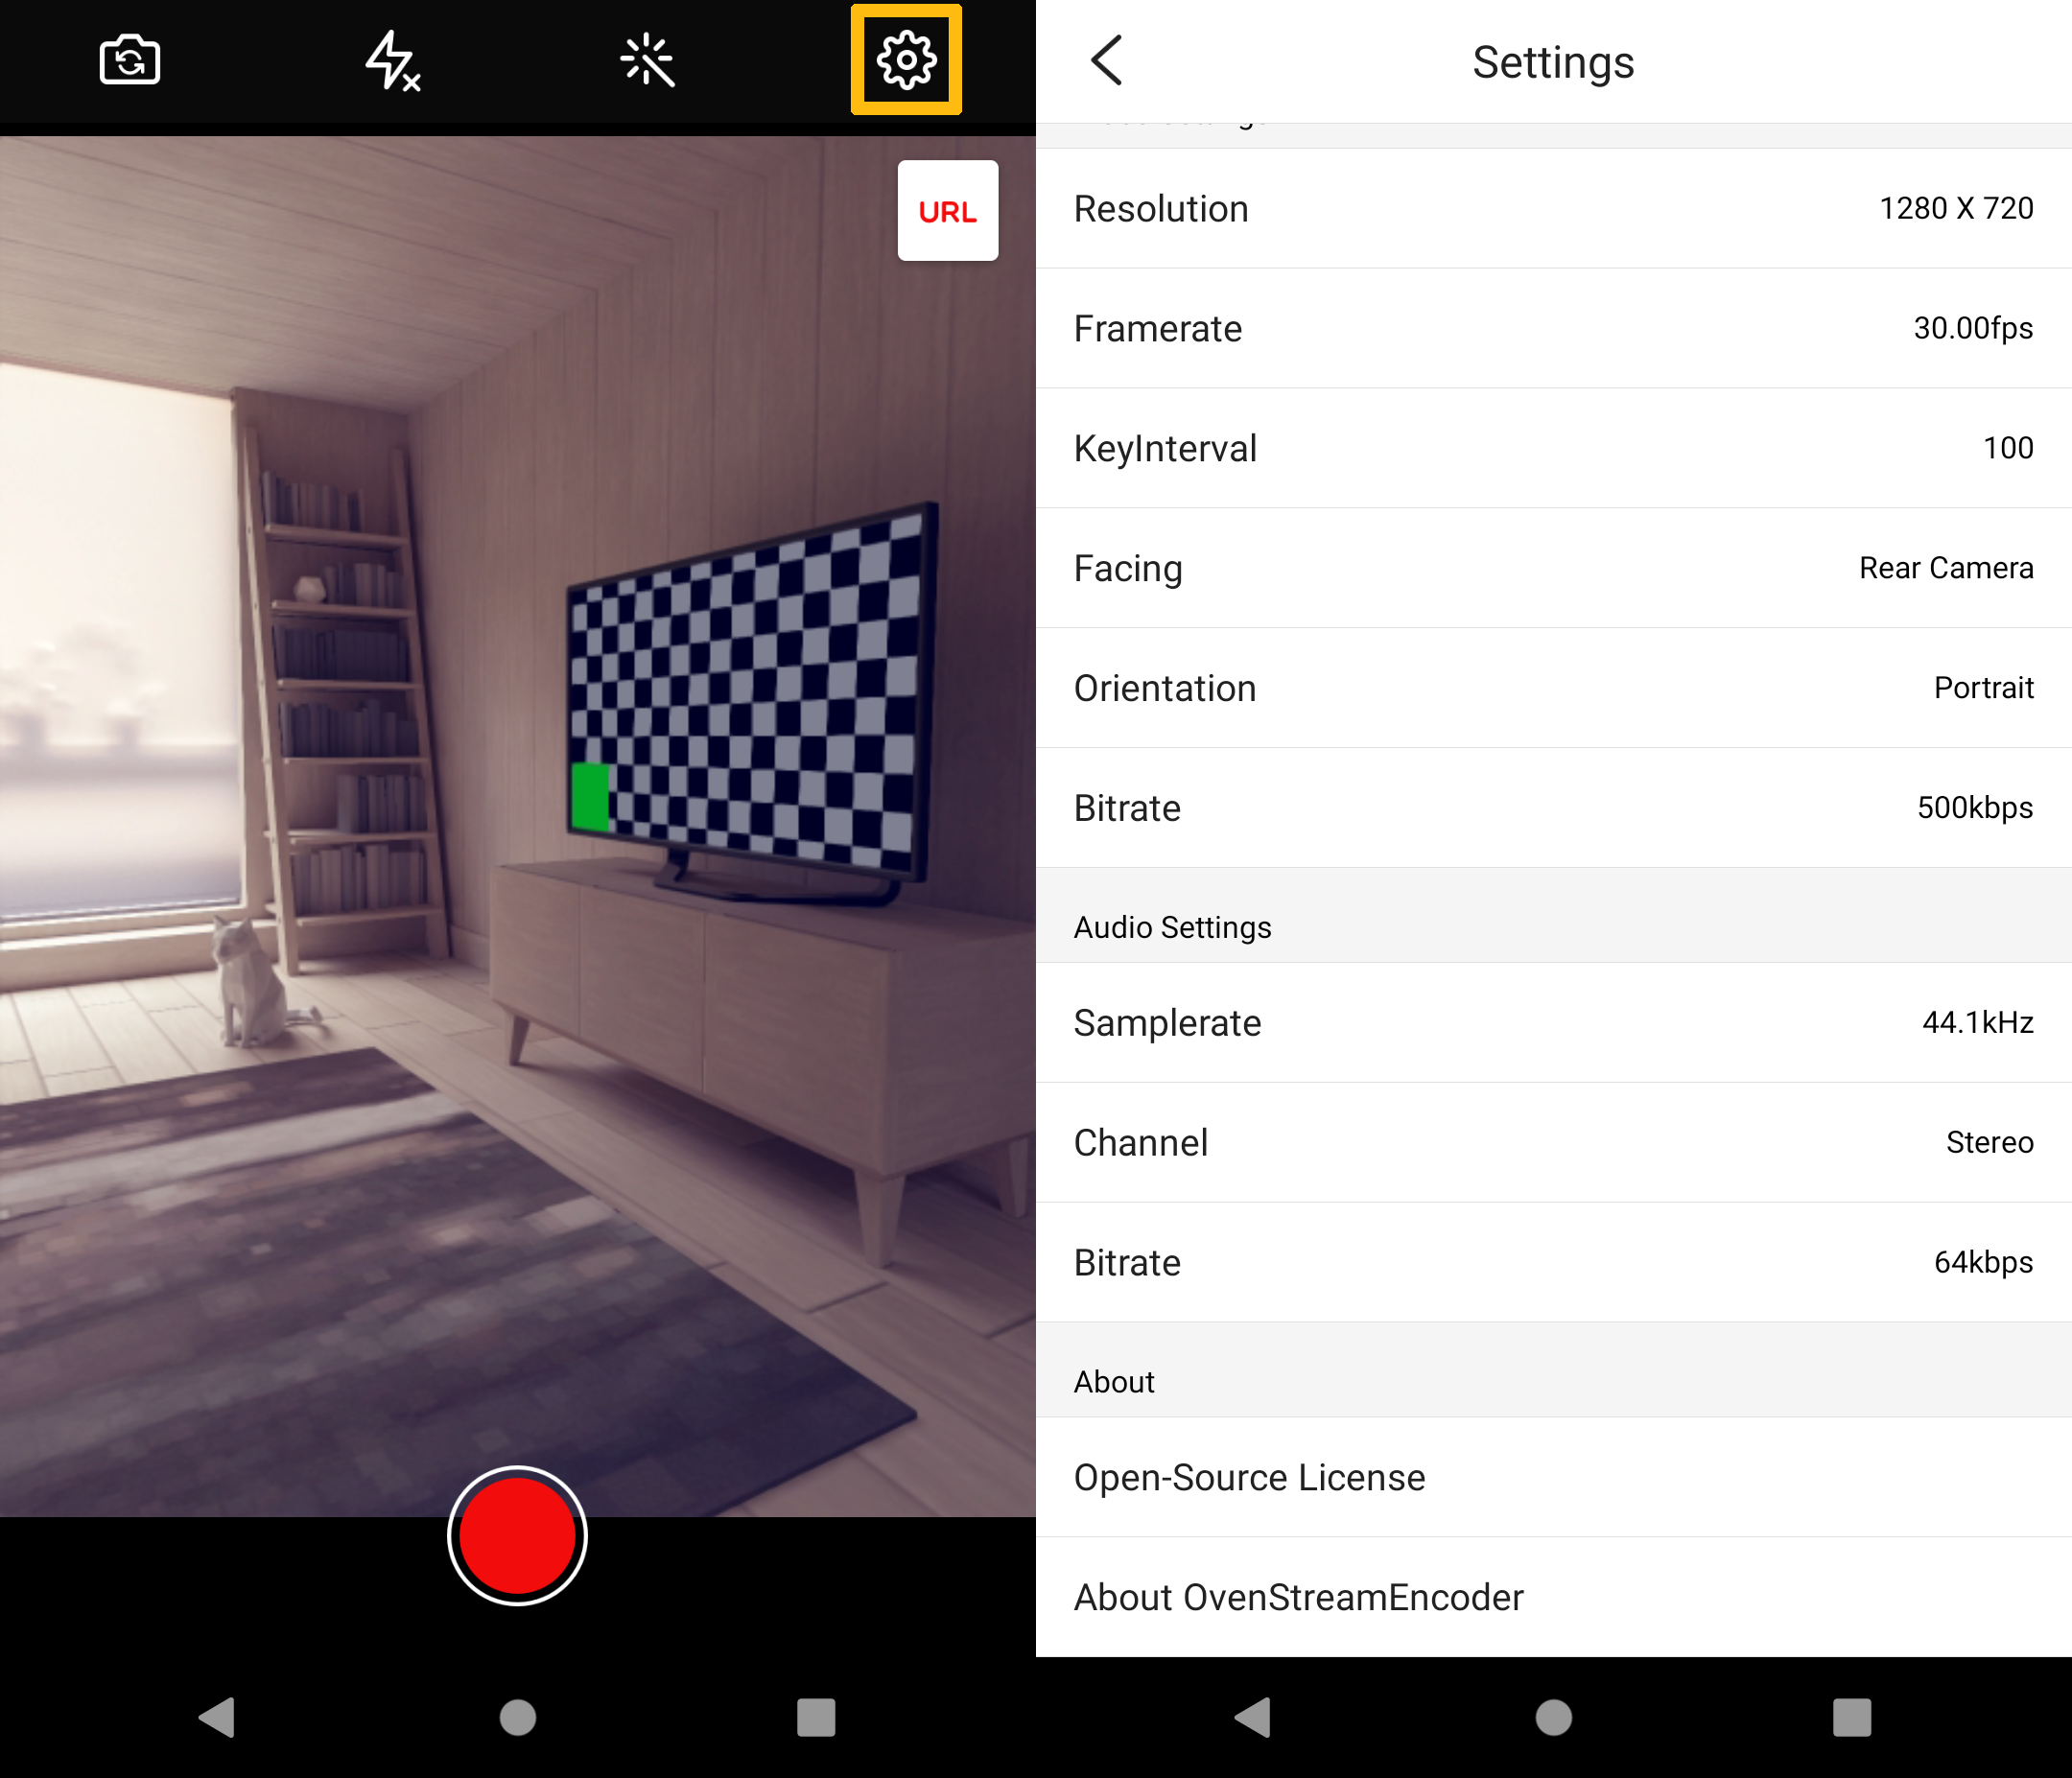 URL
Settings
Resolution 1280 X 720
Framerate 30.00fps
KeyInterval 100
Facing Rear Camera
Orientation Portrait
Bitrate 500kbps
Audio Settings
Samplerate 44.1kHz
Channel Stereo
Bitrate 64kbps
About
Open-Source License
About OvenStreamEncoder